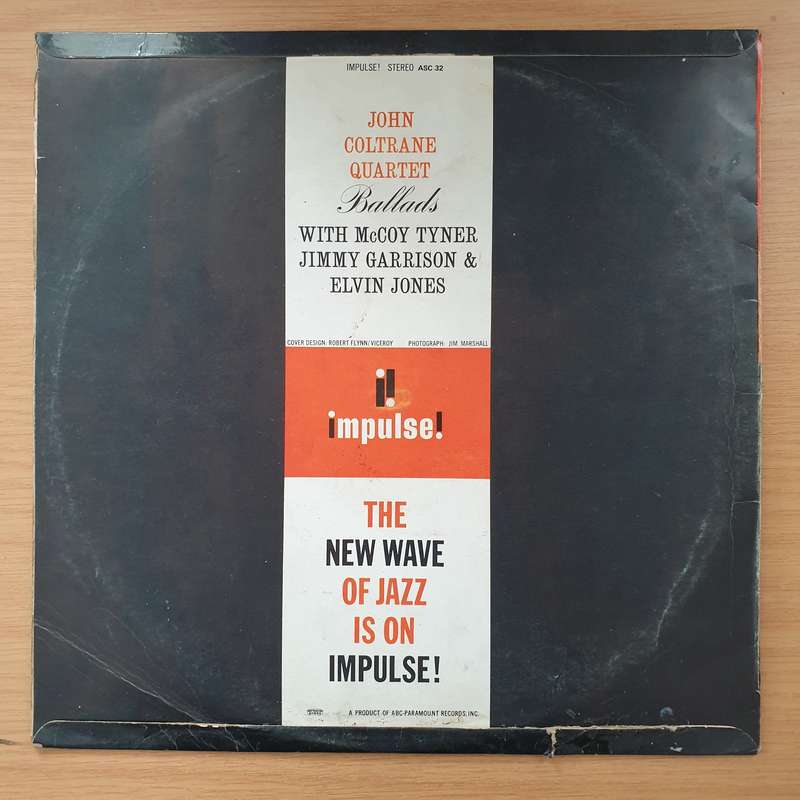 IMPULSE! STEREO ASC 32
JOHN
COLTRANE
QUARTET
Ballads
WITH McCOY TYNER
JIMMY GARRISON &
ELVIN JONES
COVER DESIGN: ROBERT FLYNN/VICEROY PHOTOGRAPH: JIM MARSHALL
i!
impulse!
THE
NEW WAVE
OF JAZZ
IS ON
IMPULSE!
A PRODUCT OF ABC-PARAMOUNT RECORDS, INC.